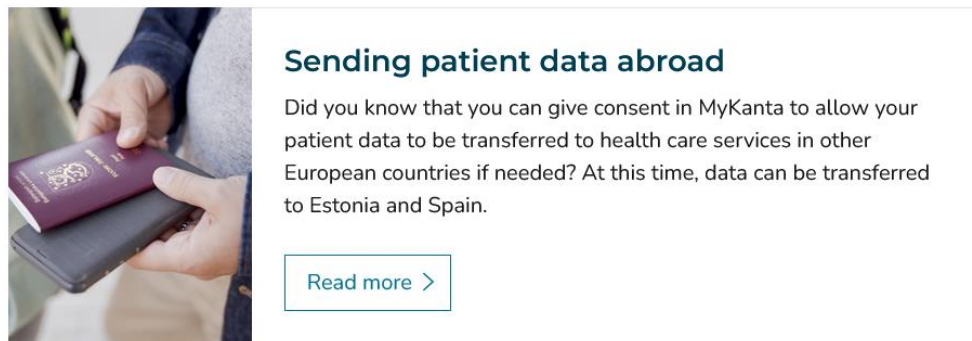 Sending patient data abroad
Did you know that you can give consent in MyKanta to allow your
patient data to be transferred to health care services in other
European countries if needed? At this time, data can be transferred
to Estonia and Spain.
Read more